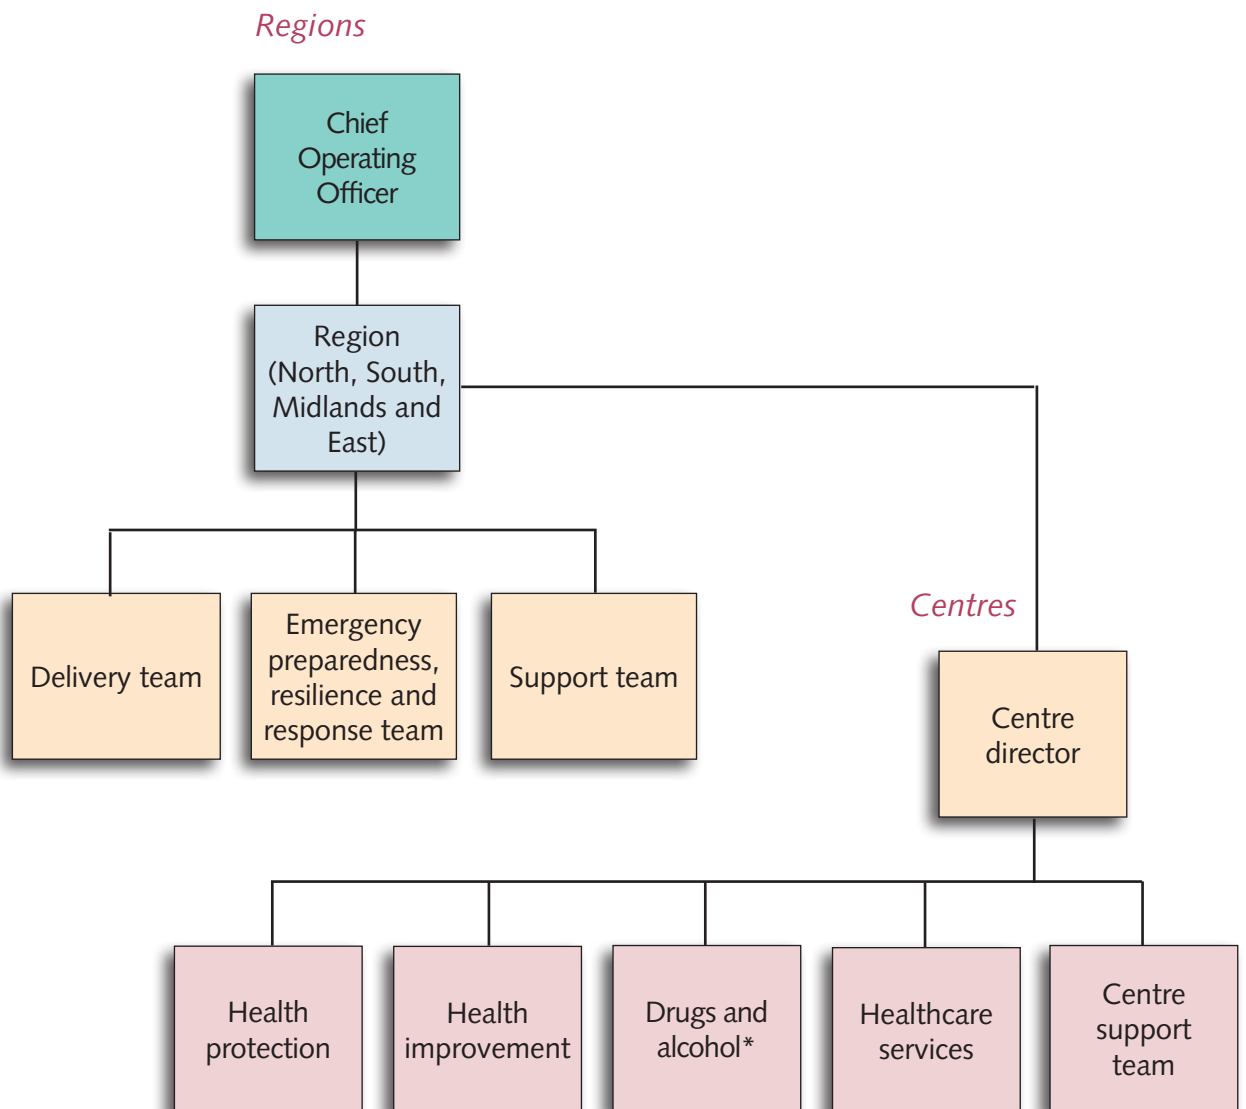 Regions
Chief
Operating
Officer
Region
(North, South,
Midlands and
East)
Delivery team
Emergency
preparedness,
resilience and
response team
Support team
Centres
Centre
director
Health
protection
Health
improvement
Drugs and
alcohol*
Healthcare
services
Centre
support
team